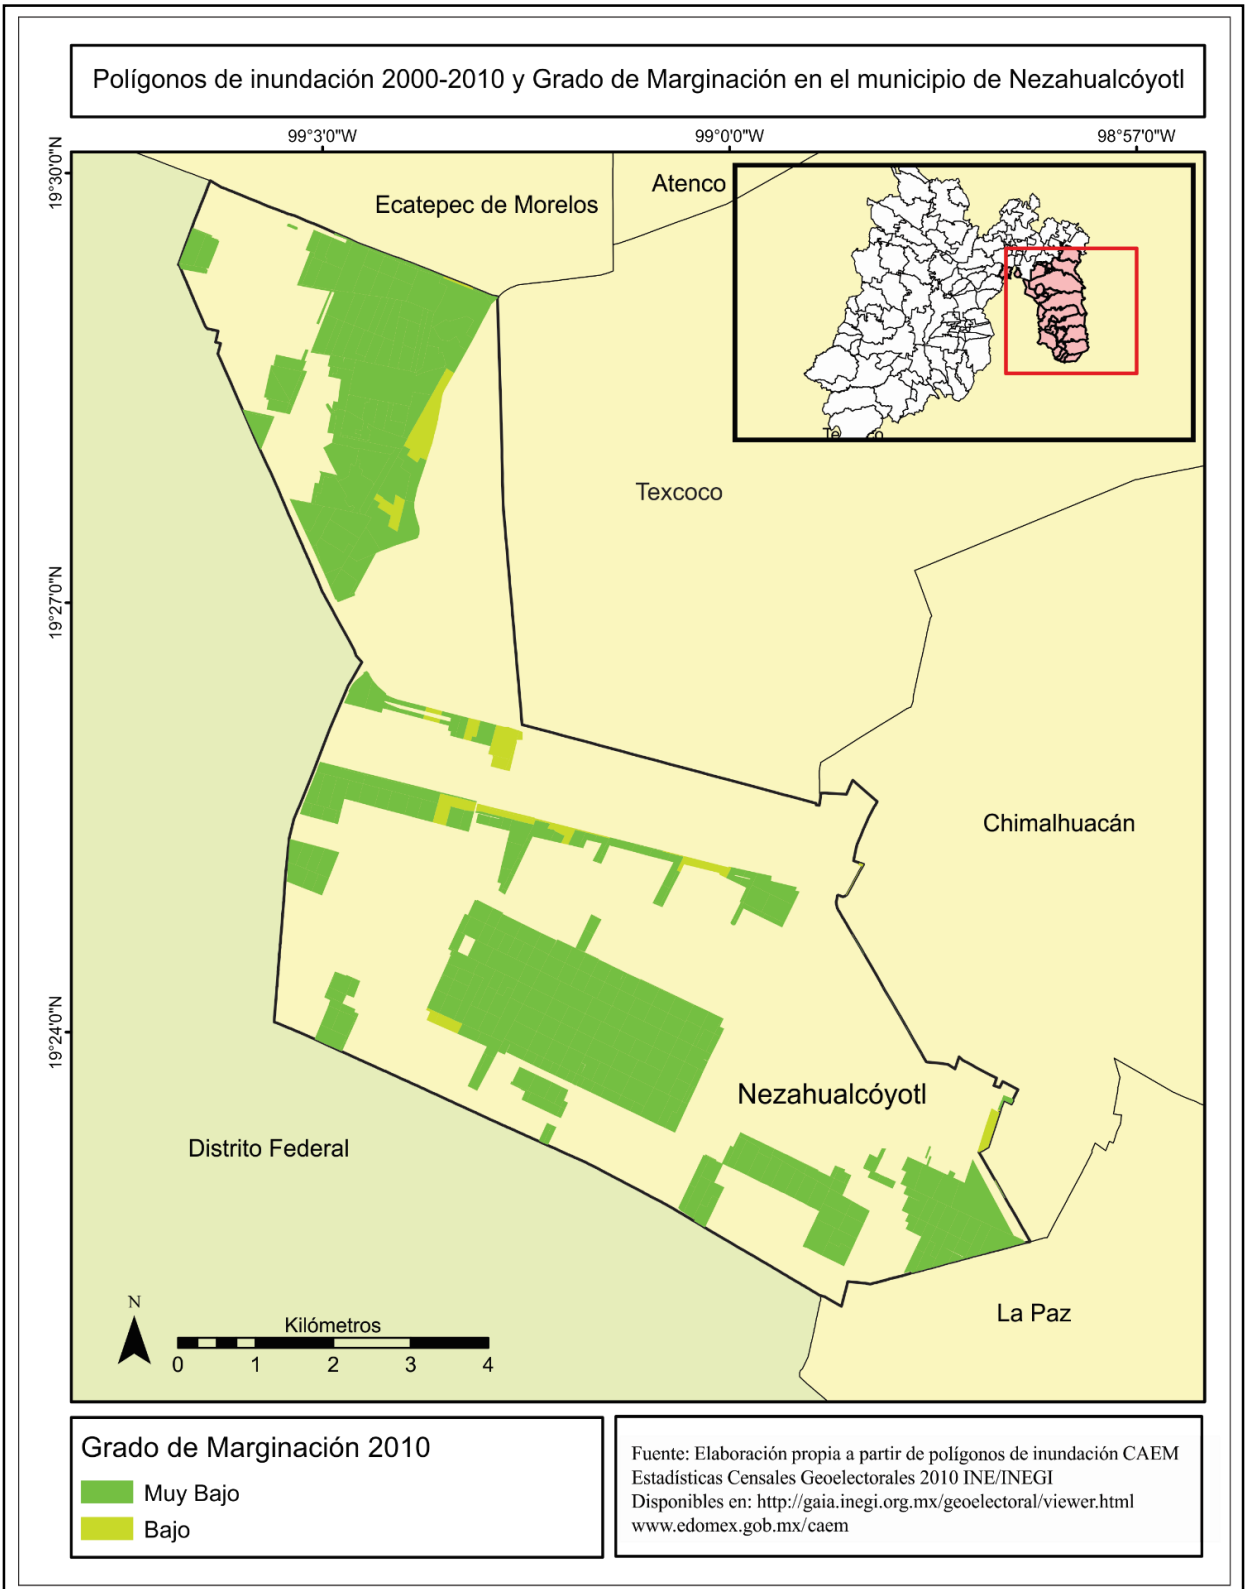 Polígonos de inundación 2000-2010 y Grado de Marginación en el municipio de Nezahualcóyotl
99°3'0"W
99°0'0"W
98°57'0"W
19°30'0"N
19°27'0"N
19°24'0"N
Ecatepec de Morelos
Atenco
Texcoco
Chimalhuacán
Nezahualcóyotl
Distrito Federal
La Paz
N
Kilómetros
0 1 2 3 4
Grado de Marginación 2010
Muy Bajo
Bajo
Fuente: Elaboración propia a partir de polígonos de inundación CAEM
Estadísticas Censales Geoelectorales 2010 INE/INEGI
Disponibles en: http://gaia.inegi.org.mx/geoelectoral/viewer.html
www.edomex.gob.mx/caem